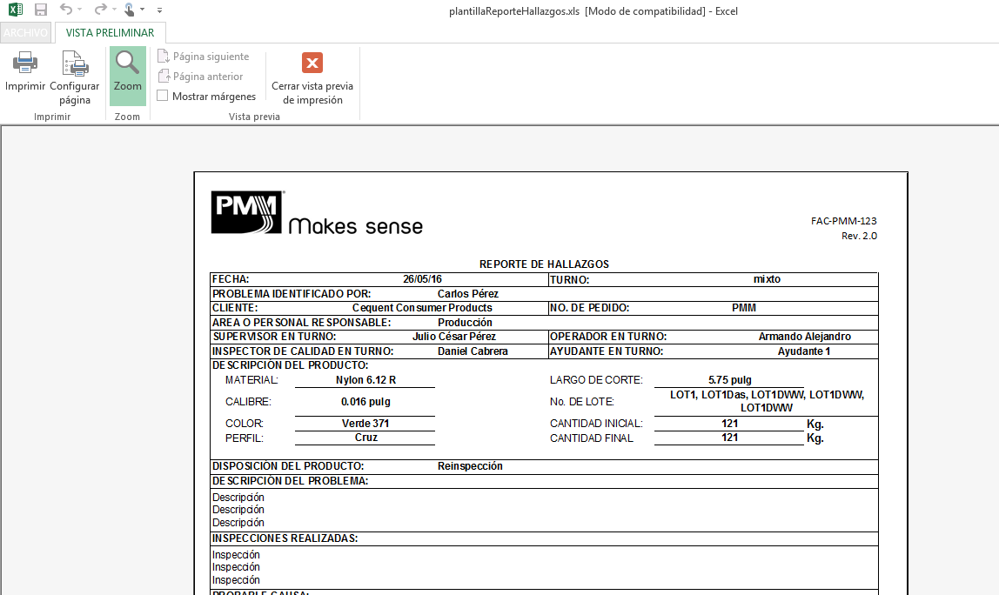 plantillaReporteHallazgos.xls [Modo de compatibilidad] - Excel
ARCHIVO VISTA PRELIMINAR
Imprimir
Configurar página
Zoom
Página siguiente
Página anterior
Mostrar márgenes
Cerrar vista previa
de impresión
Imprimir Zoom Vista previa
PMM Makes sense
FAC-PMM-123
Rev. 2.0
REPORTE DE HALLAZGOS
FECHA: 26/05/16 TURNO: mixto
PROBLEMA IDENTIFICADO POR: Carlos Pérez
CLIENTE: Cequent Consumer Products NO. DE PEDIDO: PMM
AREA O PERSONAL RESPONSABLE: Producción
SUPERVISOR EN TURNO: Julio César Pérez OPERADOR EN TURNO: Armando Alejandro
INSPECTOR DE CALIDAD EN TURNO: Daniel Cabrera AYUDANTE EN TURNO: Ayudante 1
DESCRIPCIÓN DEL PRODUCTO:
MATERIAL: Nylon 6.12 R LARGO DE CORTE: 5.75 pulg
CALIBRE: 0.016 pulg No. DE LOTE: LOT1, LOT1Das, LOT1DWW, LOT1DWW,
LOT1DWW
COLOR: Verde 371 CANTIDAD INICIAL: 121 Kg.
PERFIL: Cruz CANTIDAD FINAL 121 Kg.
DISPOSICIÓN DEL PRODUCTO: Reinspección
DESCRIPCIÓN DEL PROBLEMA:
Descripción
Descripción
Descripción
INSPECCIONES REALIZADAS:
Inspección
Inspección
Inspección
PROBABLE CAUSA: